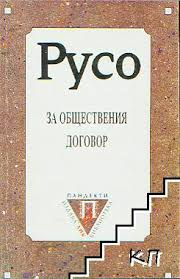 Русо
ЗА ОБЩЕСТВЕНИЯ
ДОГОВОР
ПАНДЕКТИ
П
КП